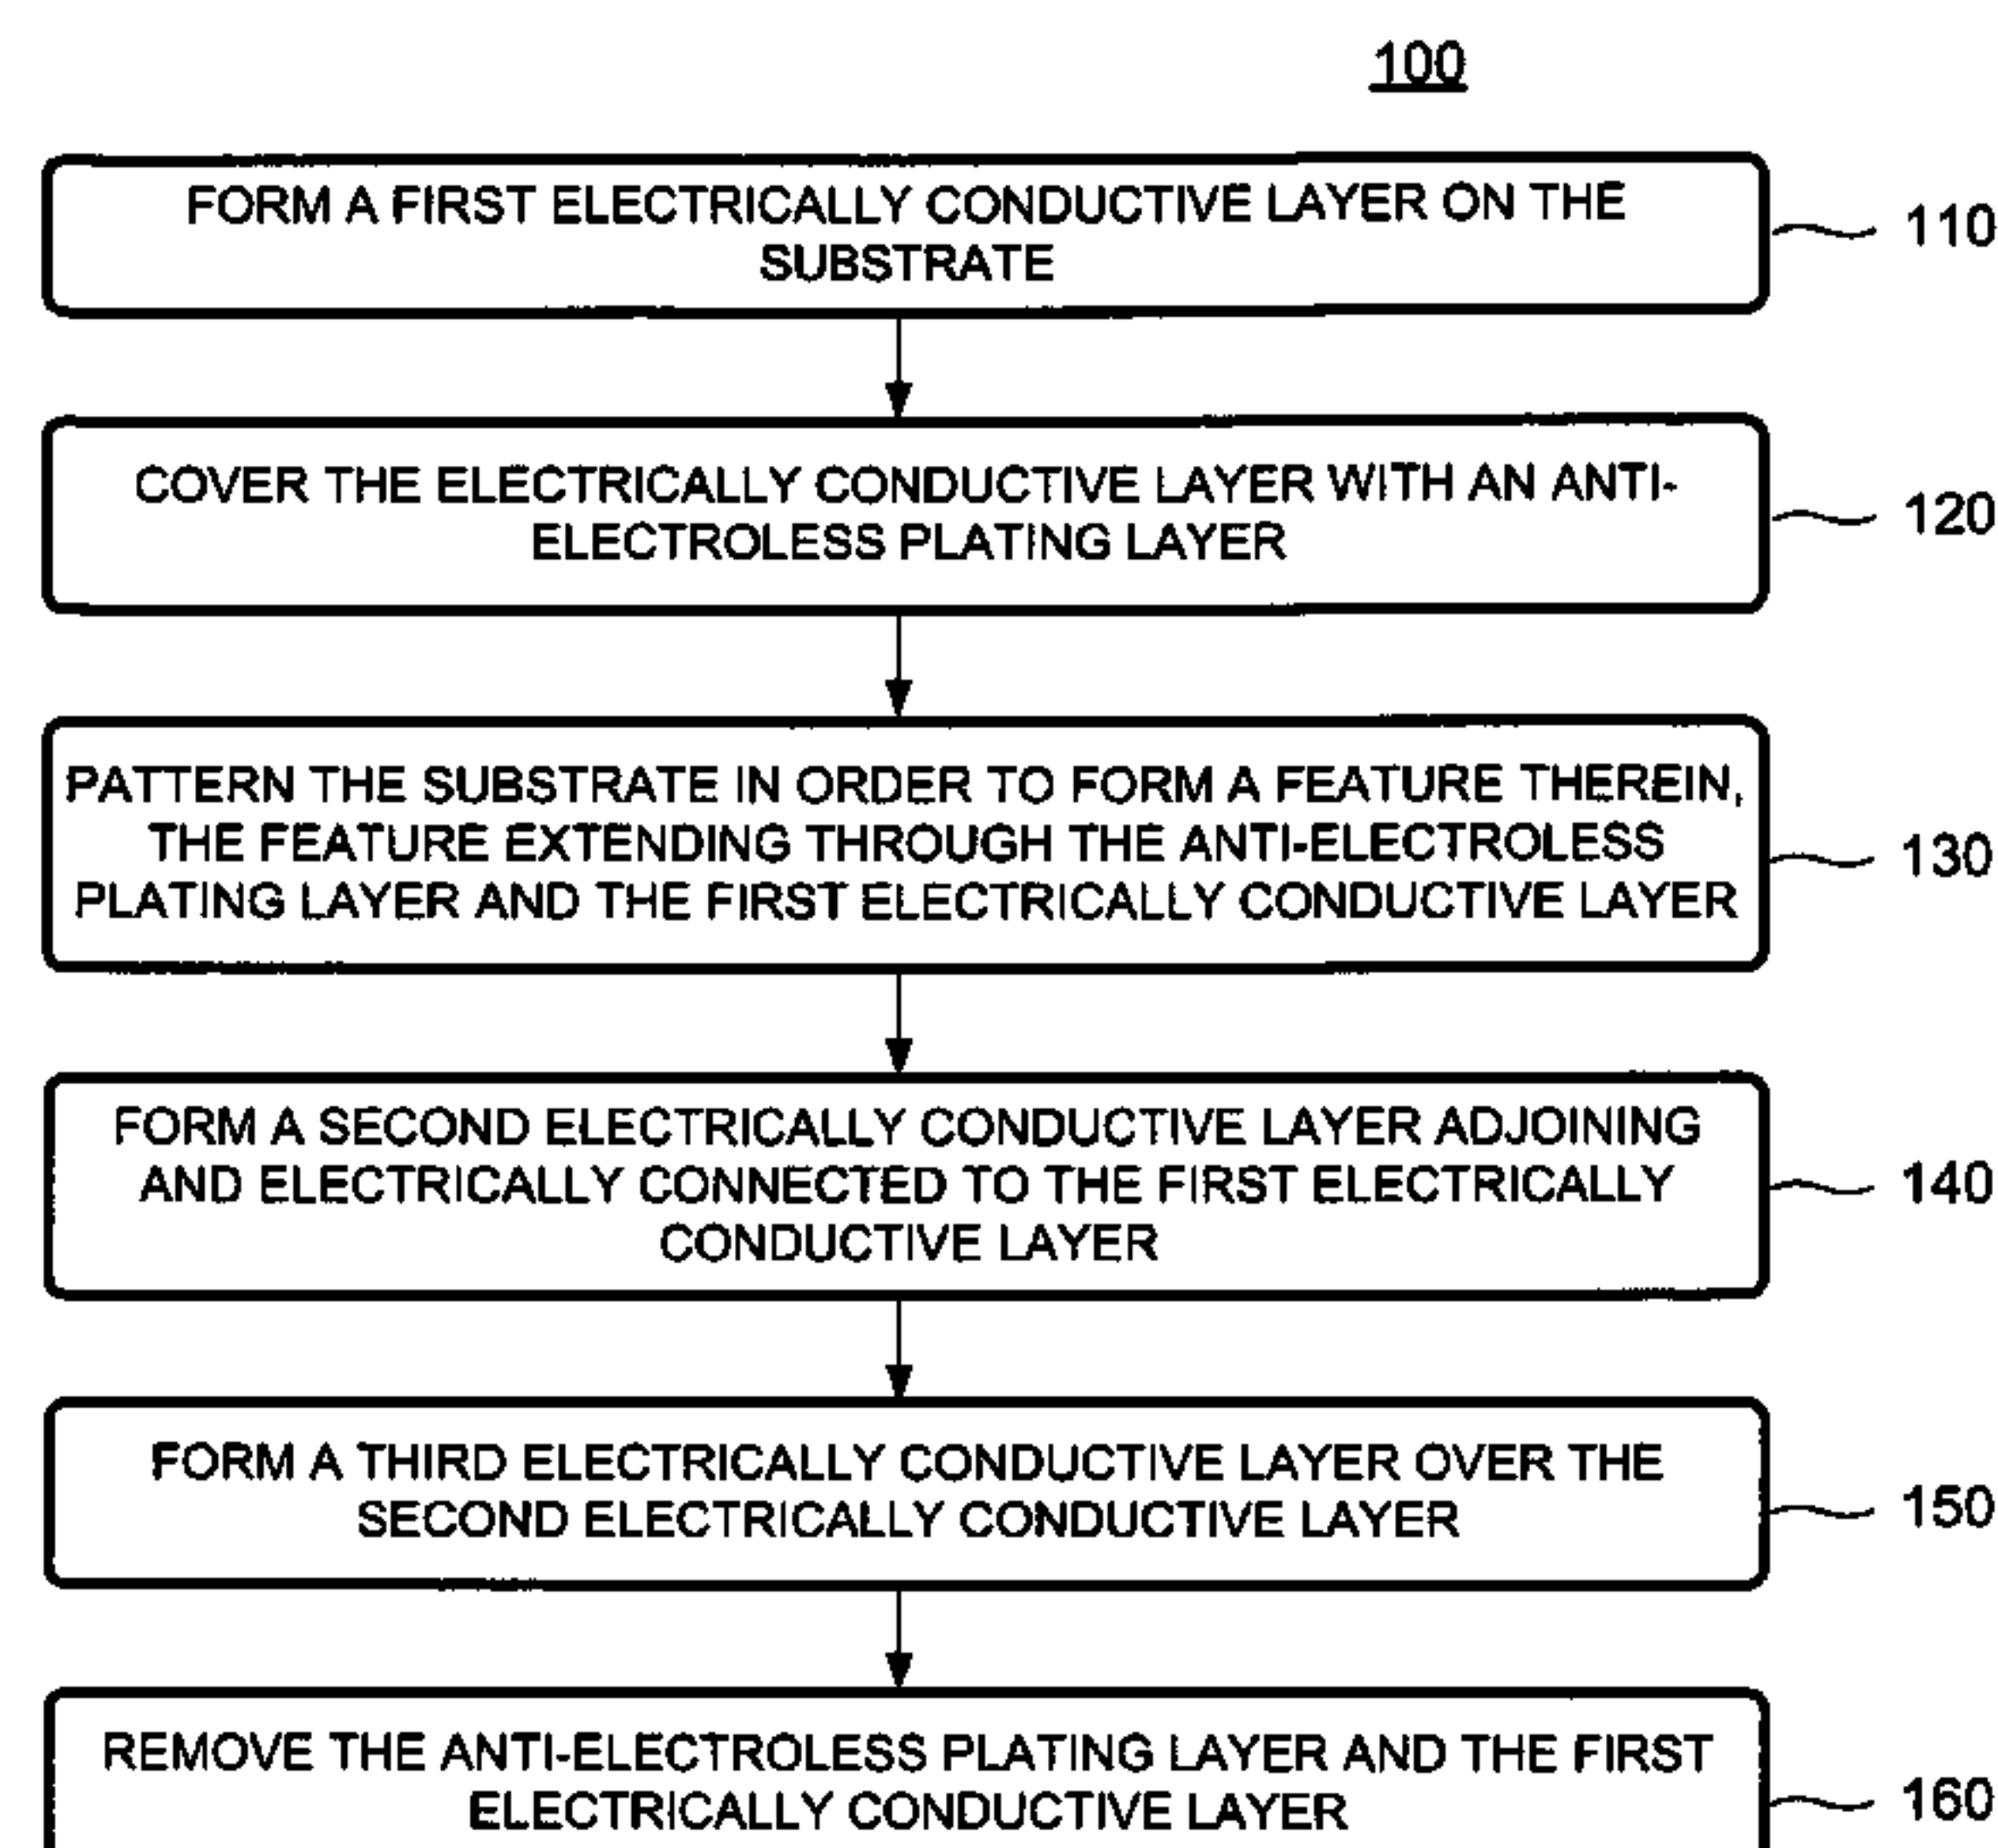 100
FORM A FIRST ELECTRICALLY CONDUCTIVE LAYER ON THE
SUBSTRATE
110
COVER THE ELECTRICALLY CONDUCTIVE LAYER WITH AN ANTI-
ELECTROLESS PLATING LAYER
120
PATTERN THE SUBSTRATE IN ORDER TO FORM A FEATURE THEREIN,
THE FEATURE EXTENDING THROUGH THE ANTI-ELECTROLESS
PLATING LAYER AND THE FIRST ELECTRICALLY CONDUCTIVE LAYER
130
FORM A SECOND ELECTRICALLY CONDUCTIVE LAYER ADJOINING
AND ELECTRICALLY CONNECTED TO THE FIRST ELECTRICALLY
CONDUCTIVE LAYER
140
FORM A THIRD ELECTRICALLY CONDUCTIVE LAYER OVER THE
SECOND ELECTRICALLY CONDUCTIVE LAYER
150
REMOVE THE ANTI-ELECTROLESS PLATING LAYER AND THE FIRST
ELECTRICALLY CONDUCTIVE LAYER
160